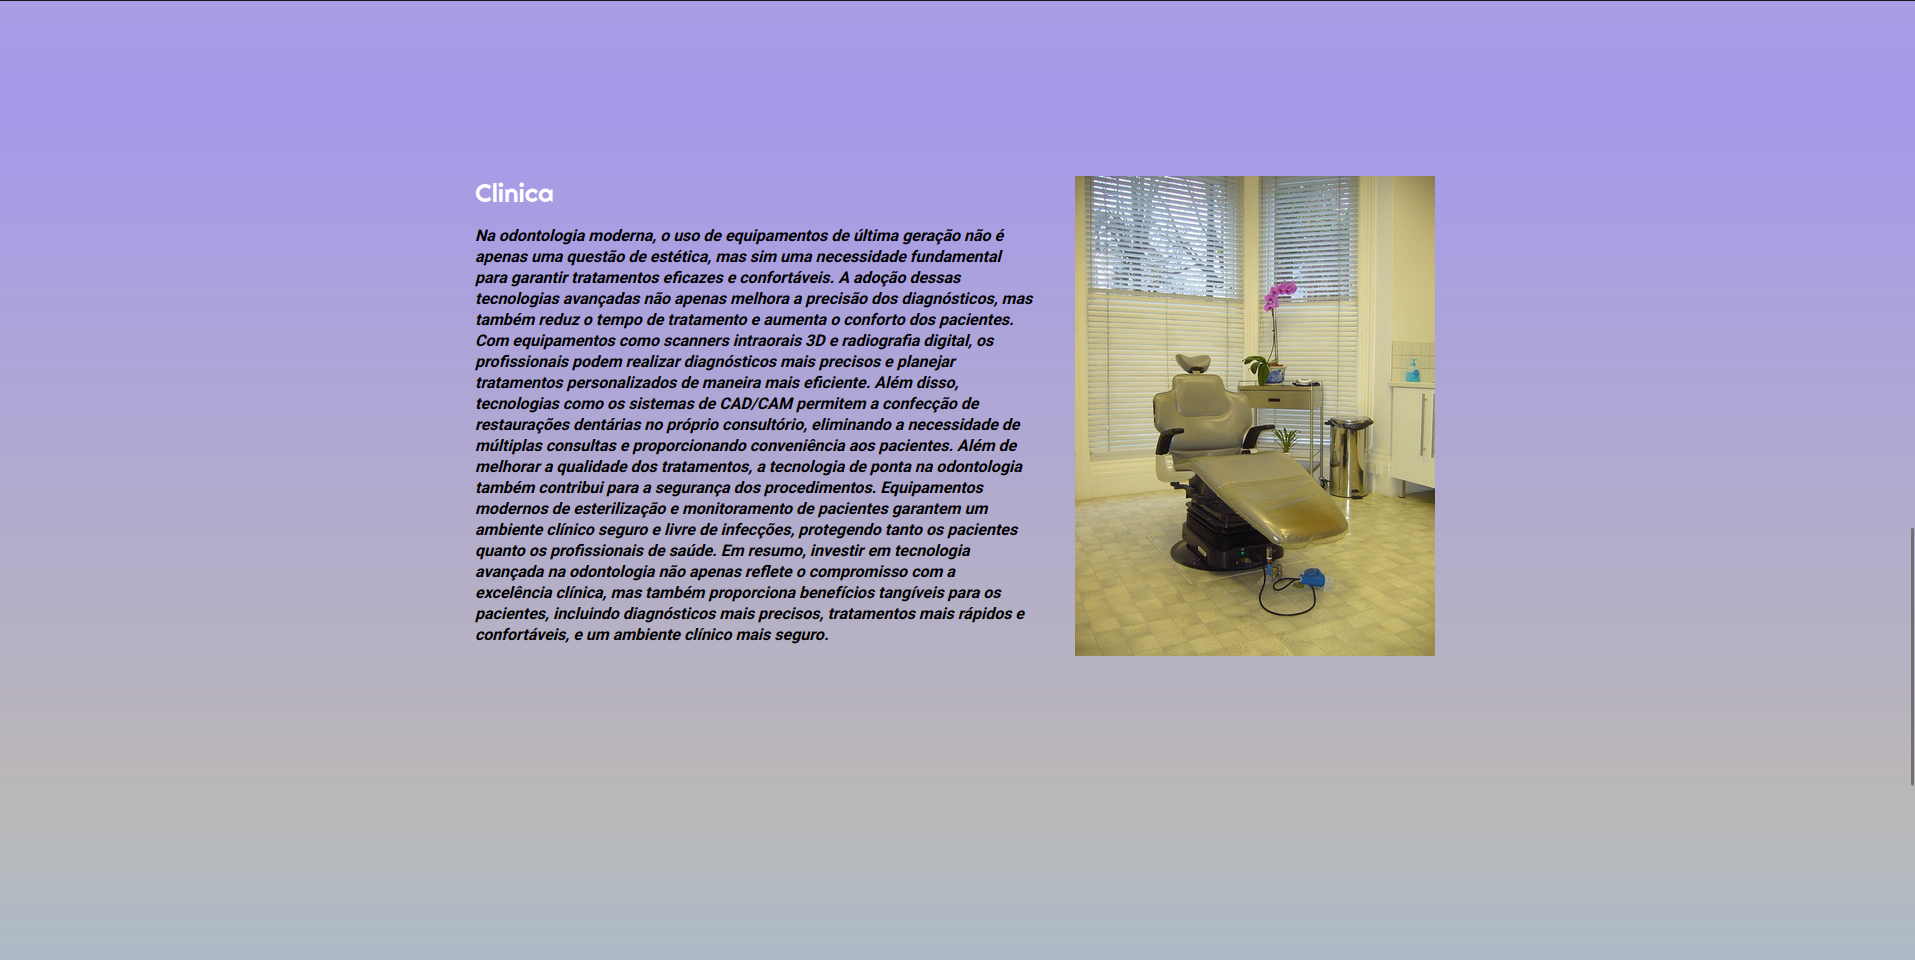 Clinica
Na odontologia moderna, o uso de equipamentos de última geração não é
apenas uma questão de estética, mas sim uma necessidade fundamental
para garantir tratamentos eficazes e confortáveis. A adoção dessas
tecnologias avançadas não apenas melhora a precisão dos diagnósticos, mas
também reduz o tempo de tratamento e aumenta o conforto dos pacientes.
Com equipamentos como scanners intraorais 3D e radiografia digital, os
profissionais podem realizar diagnósticos mais precisos e planejar
tratamentos personalizados de maneira mais eficiente. Além disso,
tecnologias como os sistemas de CAD/CAM permitem a confecção de
restaurações dentárias no próprio consultório, eliminando a necessidade de
múltiplas consultas e proporcionando conveniência aos pacientes. Além de
melhorar a qualidade dos tratamentos, a tecnologia de ponta na odontologia
também contribui para a segurança dos procedimentos. Equipamentos
modernos de esterilização e monitoramento de pacientes garantem um
ambiente clínico seguro e livre de infecções, protegendo tanto os pacientes
quanto os profissionais de saúde. Em resumo, investir em tecnologia
avançada na odontologia não apenas reflete o compromisso com a
excelência clínica, mas também proporciona benefícios tangíveis para os
pacientes, incluindo diagnósticos mais precisos, tratamentos mais rápidos e
confortáveis, e um ambiente clínico mais seguro.